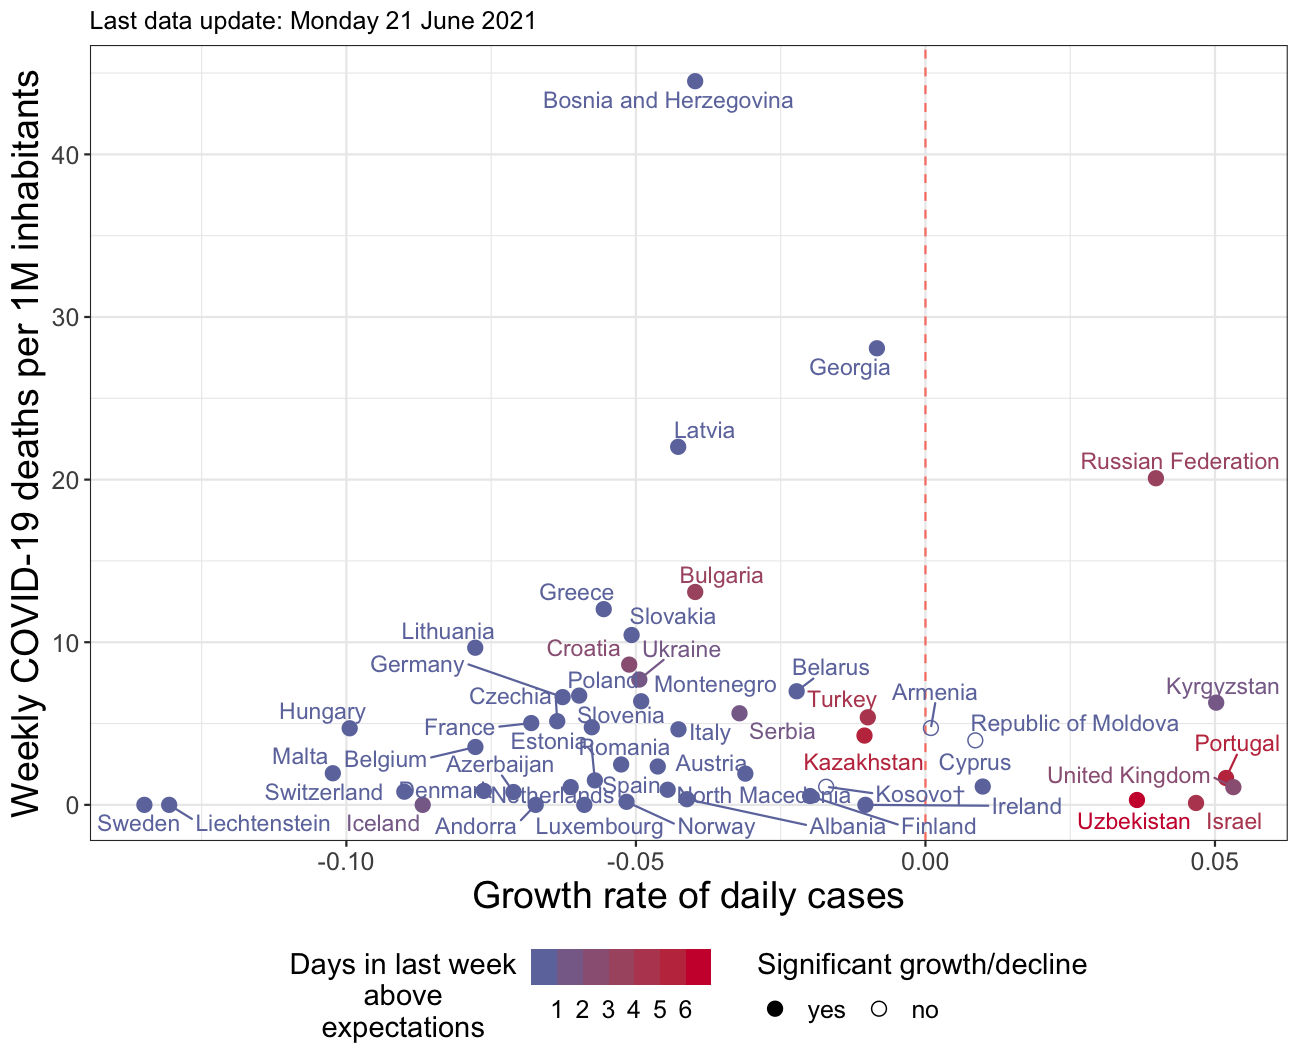 Last data update: Monday 21 June 2021
Weekly COVID-19 deaths per 1M inhabitants
40
30
20
10
0
Bosnia and Herzegovina
Georgia
Latvia
Russian Federation
Bulgaria
Greece
Slovakia
Lithuania
Croatia
Ukraine
Germany
Belarus
Poland
Montenegro
Kyrgyzstan
Czechia
Armenia
Turkey
Hungary
Slovenia
France
Republic of Moldova
Italy
Serbia
Estonia
Portugal
Romania
Malta
Belgium
Azerbaijan
Austria
Kazakhstan
Cyprus
United Kingdom
Switzerland
Denmark
Netherlands
Spain
North Macedonia
Kosovo†
Ireland
Sweden
Liechtenstein
Iceland
Andorra
Luxembourg
Norway
Albania
Finland
Uzbekistan
Israel
-0.10
-0.05
0.00
0.05
Growth rate of daily cases
Days in last week
above
expectations
1 2 3 4 5 6
Significant growth/decline
yes
no